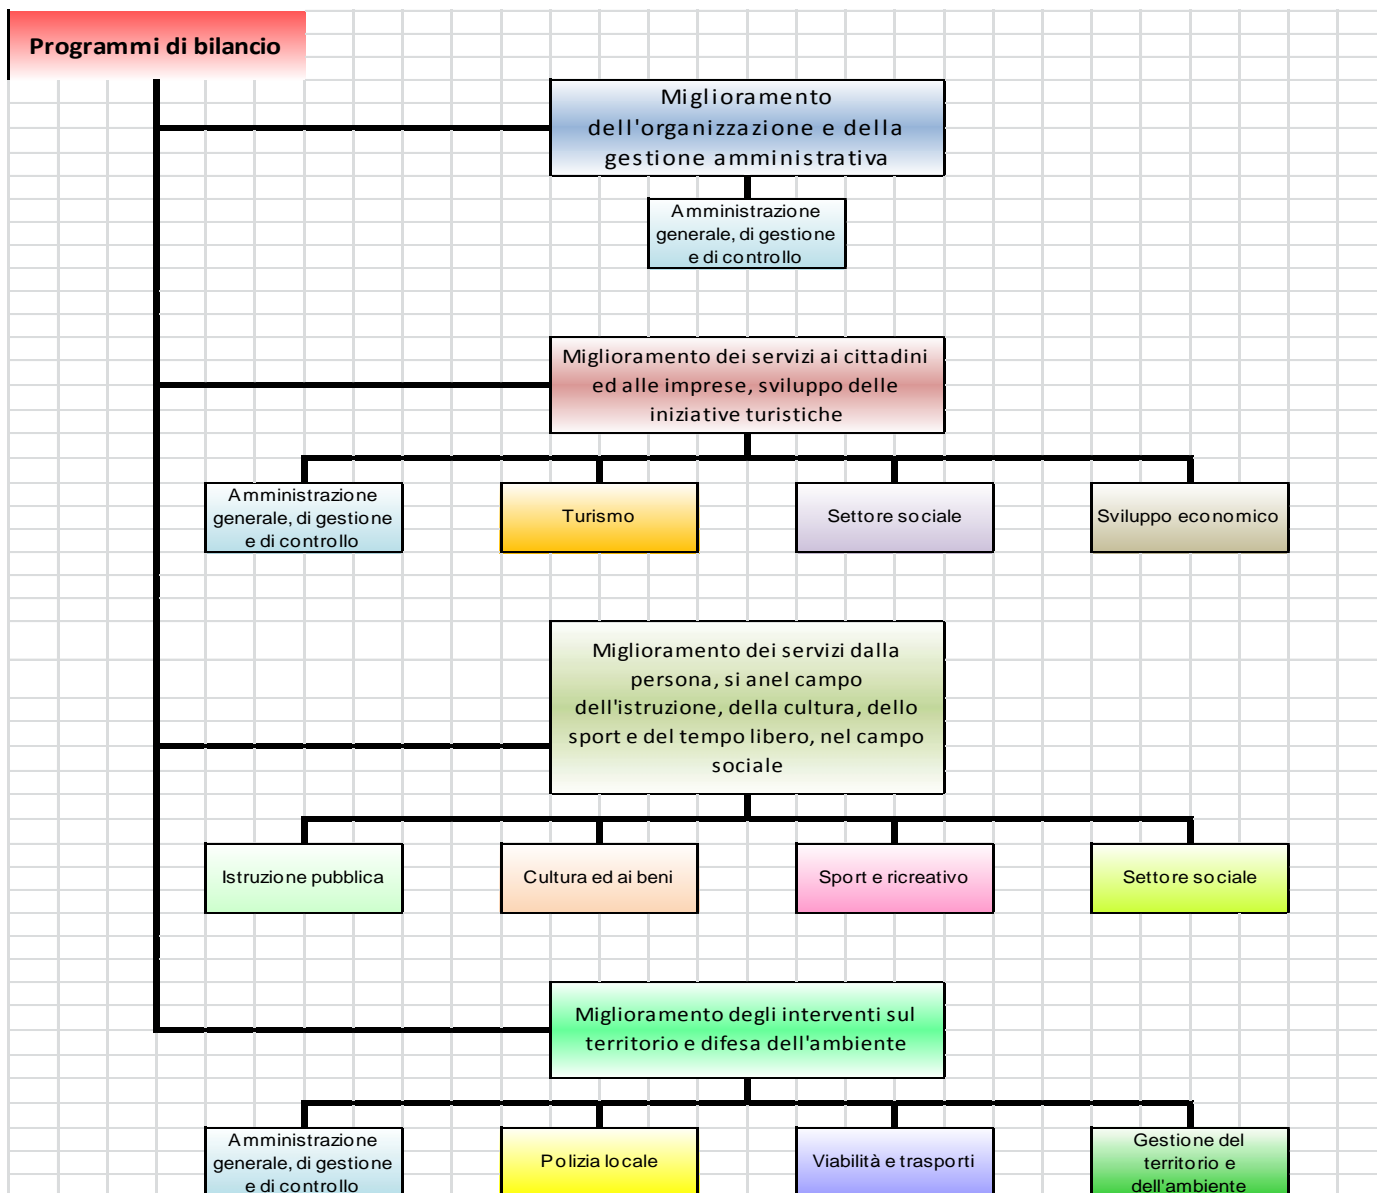 Programmi di bilancio
Miglioramento
dell'organizzazione e della
gestione amministrativa
Amministrazione
generale, di gestione
e di controllo
Miglioramento dei servizi ai cittadini
ed alle imprese, sviluppo delle
iniziative turistiche
Amministrazione
generale, di gestione
e di controllo
Turismo
Settore sociale
Sviluppo economico
Miglioramento dei servizi dalla
persona, si anel campo
dell'istruzione, della cultura, dello
sport e del tempo libero, nel campo
sociale
Istruzione pubblica
Cultura ed ai beni
Sport e ricreativo
Settore sociale
Miglioramento degli interventi sul
territorio e difesa dell'ambiente
Amministrazione
generale, di gestione
e di controllo
Polizia locale
Viabilità e trasporti
Gestione del
territorio e
dell'ambiente